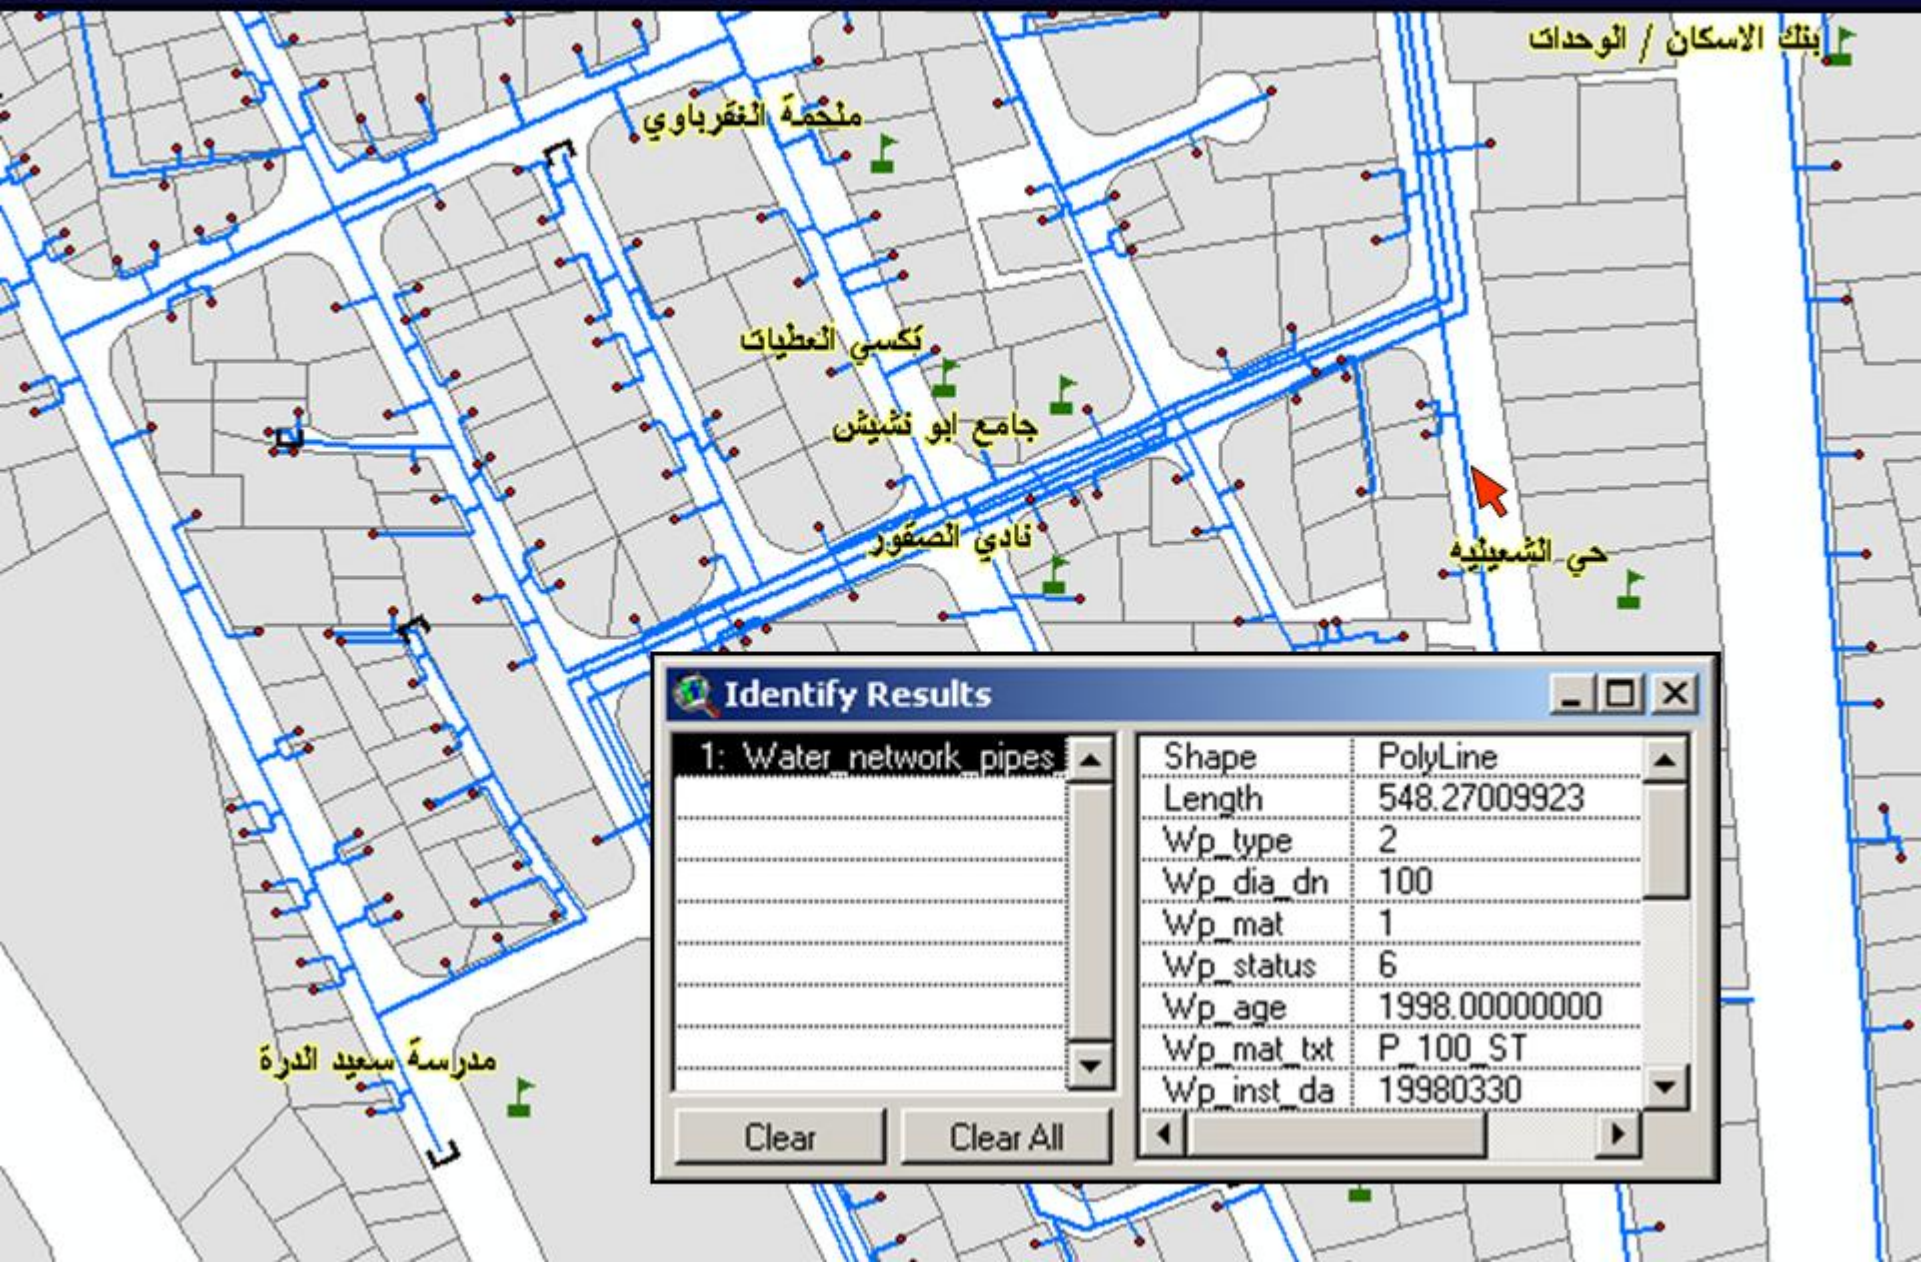 بنك الاسكان / الوحدات
ملحمة الغقرباوي
تكسي العطيات
جامع ابو نشيش
نادي الصقور
حي الشعيليه
مدرسة سعيد الدرة
Identify Results
1: Water_network_pipes
Shape PolyLine
Length 548.27009923
Wp_type 2
Wp_dia_dn 100
Wp_mat 1
Wp_status 6
Wp_age 1998.00000000
Wp_mat_txt P_100_ST
Wp_inst_da 19980330
Clear Clear All